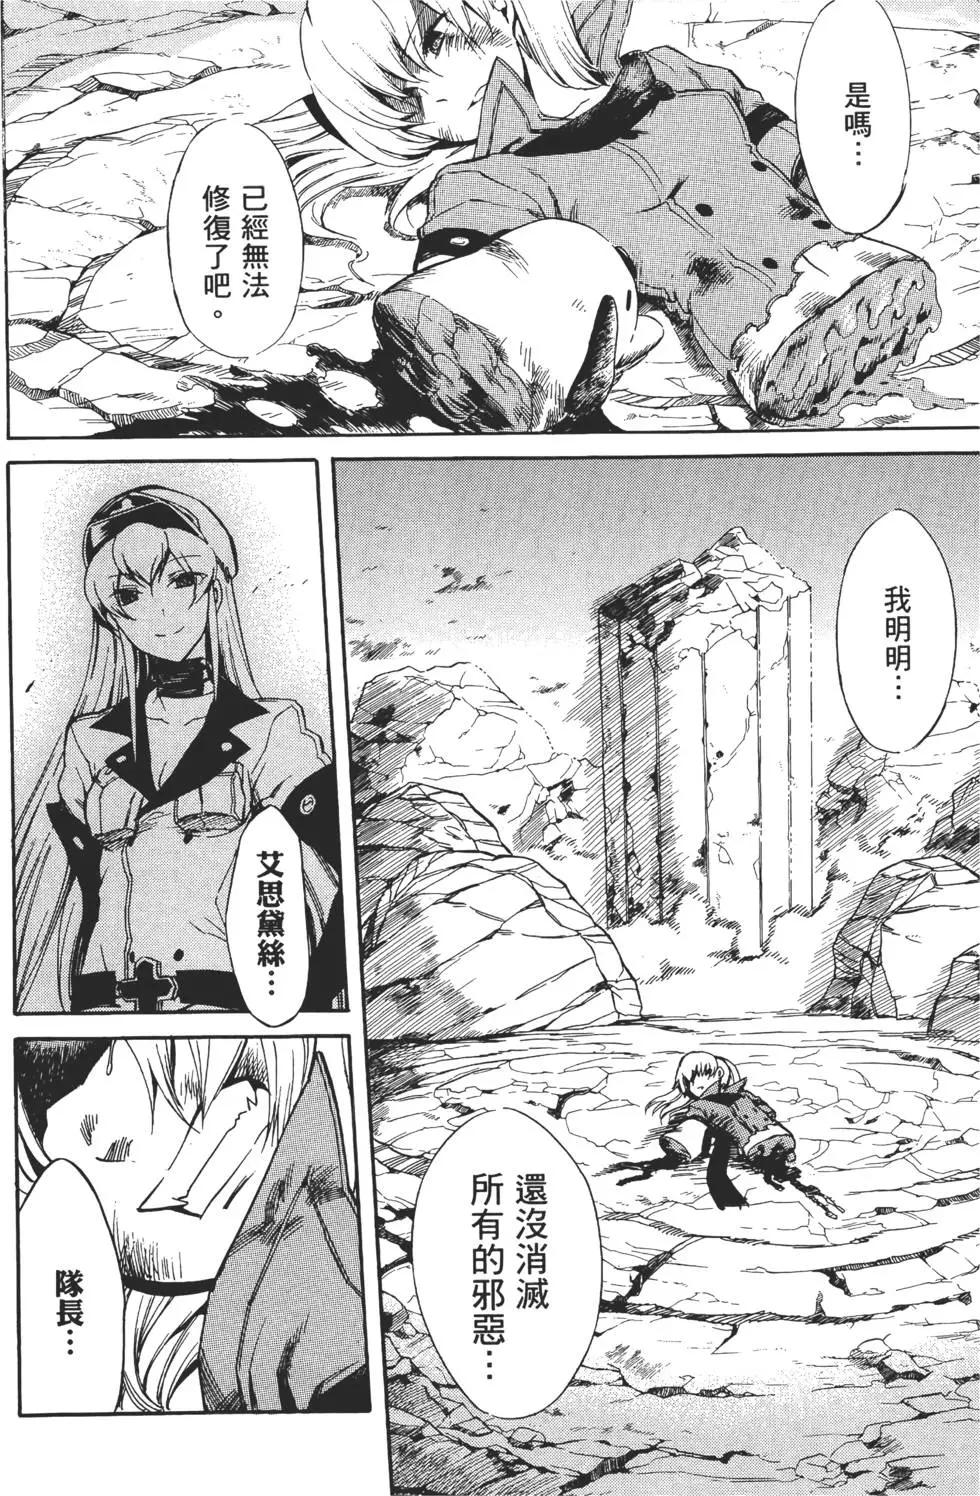 是嗎…
已經無法
修復了吧。
我明明…
還沒消滅
所有的邪惡…
艾思黛絲…
隊長…